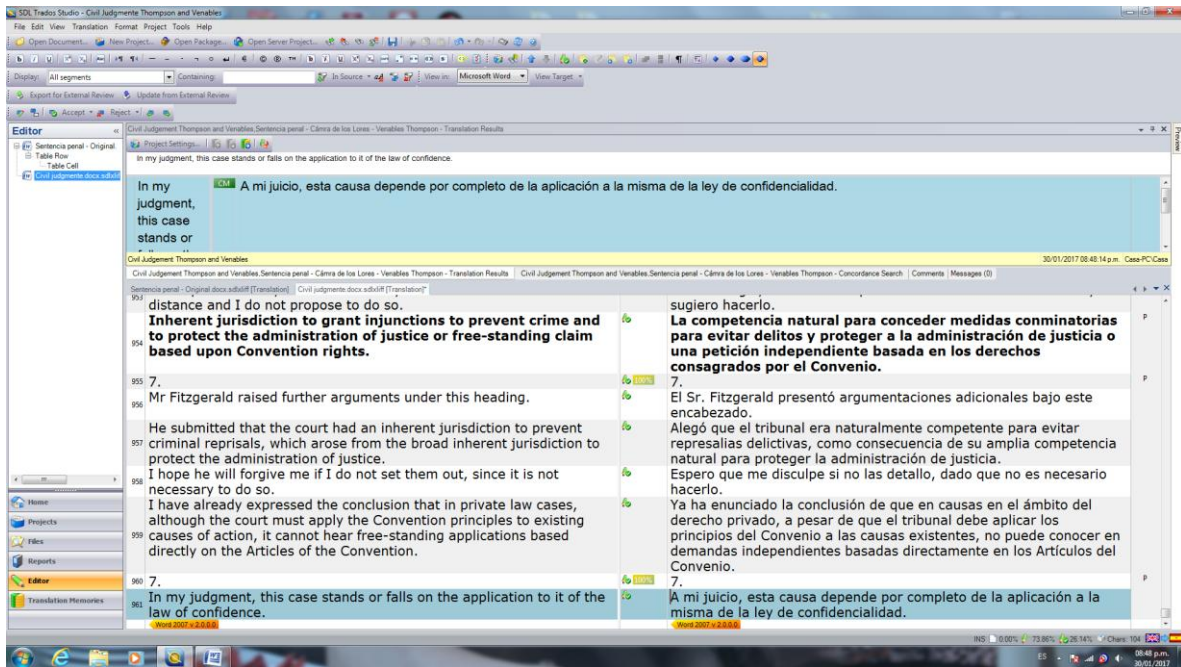 SDL Trados Studio - Civil Judgmente Thompson and Venables
File Edit View Translation Format Project Tools Help
Open Document... New Project... Open Package... Open Server Project...
Display: All segments Containing: In Source View in: Microsoft Word View Target
Export for External Review Update from External Review
Accept Reject
Editor
Civil Judgement Thompson and Venables,Sentencia penal - Cámra de los Lores - Venables Thompson - Translation Results
Preview
Sentencia penal - Original.
Table Row
Table Cell
Civil judgmente docx.sdlxlif
Project Settings...
In my judgment, this case stands or falls on the application to it of the law of confidence.
In my
judgment,
this case
stands or
CM A mi juicio, esta causa depende por completo de la aplicación a la misma de la ley de confidencialidad.
Civil Judgement Thompson and Venables 30/01/2017 08:48:14 p.m. Casa-PC\Casa
Civil Judgement Thompson and Venables,Sentencia penal - Cámra de los Lores - Venables Thompson - Translation Results Civil Judgement Thompson and Venables,Sentencia penal - Cámra de los Lores - Venables Thompson - Concordance Search Comments Messages (0)
Sentencia penal - Original.docx.sdlxliff [Translation] Civil judgmente.docx.sdlxliff [Translation]*
953
distance and I do not propose to do so.
sugiero hacerlo.
954
Inherent jurisdiction to grant injunctions to prevent crime and
to protect the administration of justice or free-standing claim
based upon Convention rights.
La competencia natural para conceder medidas conminatorias
para evitar delitos y proteger a la administración de justicia o
una petición independiente basada en los derechos
consagrados por el Convenio.
P
955 7. 100% 7. P
956
Mr Fitzgerald raised further arguments under this heading.
El Sr. Fitzgerald presentó argumentaciones adicionales bajo este
encabezado.
957
He submitted that the court had an inherent jurisdiction to prevent
criminal reprisals, which arose from the broad inherent jurisdiction to
protect the administration of justice.
Alegó que el tribunal era naturalmente competente para evitar
represalias delictivas, como consecuencia de su amplia competencia
natural para proteger la administración de justicia.
958
I hope he will forgive me if I do not set them out, since it is not
necessary to do so.
Espero que me disculpe si no las detallo, dado que no es necesario
hacerlo.
959
I have already expressed the conclusion that in private law cases,
although the court must apply the Convention principles to existing
causes of action, it cannot hear free-standing applications based
directly on the Articles of the Convention.
Ya ha enunciado la conclusión de que en causas en el ámbito del
derecho privado, a pesar de que el tribunal debe aplicar los
principios del Convenio a las causas existentes, no puede conocer en
demandas independientes basadas directamente en los Artículos del
Convenio.
960 7. 100% 7. P
961
In my judgment, this case stands or falls on the application to it of the
law of confidence.
A mi juicio, esta causa depende por completo de la aplicación a la
misma de la ley de confidencialidad.
Word 2007 v 2.0.0.0 Word 2007 v 2.0.0.0
Home
Projects
Files
Reports
Editor
Translation Memories
INS 0.00% 73.86% 26.14% Chars: 104
ES 08:48 p.m.
30/01/2017